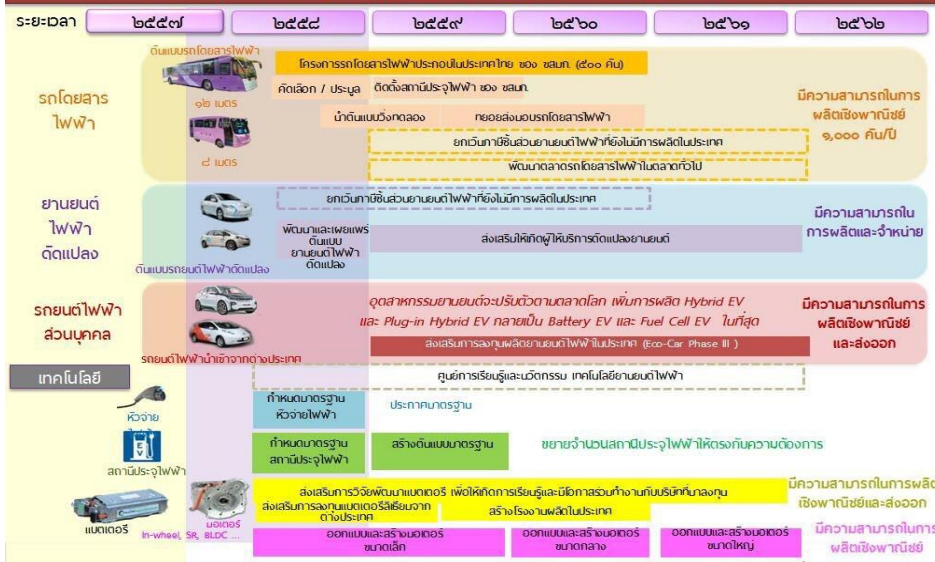 ระยะเวลา ๒๕๕๗ ๒๕๕๘ ๒๕๕๙ ๒๕๖๐ ๒๕๖๑ ๒๕๖๒
ต้นแบบรถโดยสารไฟฟ้า
โครงการรถโดยสารไฟฟ้าประกอบในประเทศไทย ของ ขสมก. (๕๐๐ คัน)
คัดเลือก / ประมูล
ติดตั้งสถานีประจุไฟฟ้า ของ ขสมก.
รถโดยสาร
ไฟฟ้า
๑๒ เมตร
นำต้นแบบวิ่งทดลอง
ทยอยส่งมอบรถโดยสารไฟฟ้า
ยกเว้นภาษีชิ้นส่วนยานยนต์ไฟฟ้าที่ยังไม่มีการผลิตในประเทศ
๘ เมตร
พัฒนาตลาดรถโดยสารไฟฟ้าในตลาดทั่วไป
มีความสามารถในการ
ผลิตเชิงพาณิชย์
๑,๐๐๐ คัน/ปี
ยานยนต์
ไฟฟ้า
ดัดแปลง
ยกเว้นภาษีชิ้นส่วนยานยนต์ไฟฟ้าที่ยังไม่มีการผลิตในประเทศ
พัฒนาและเผยแพร่
ต้นแบบ
ยานยนต์ไฟฟ้า
ดัดแปลง
ส่งเสริมให้เกิดผู้ให้บริการดัดแปลงยานยนต์
ต้นแบบรถยนต์ไฟฟ้าดัดแปลง
มีความสามารถใน
การผลิตและจำหน่าย
รถยนต์ไฟฟ้า
ส่วนบุคคล
อุตสาหกรรมยานยนต์จะปรับตัวตามตลาดโลก เพิ่มการผลิต Hybrid EV
และ Plug-in Hybrid EV กลายเป็น Battery EV และ Fuel Cell EV ในที่สุด
ส่งเสริมการลงทุนผลิตยานยนต์ไฟฟ้าในประเทศ (Eco-Car Phase III )
รถยนต์ไฟฟ้านำเข้าจากต่างประเทศ
มีความสามารถในการ
ผลิตเชิงพาณิชย์
และส่งออก
เทคโนโลยี
ศูนย์การเรียนรู้และนวัตกรรม เทคโนโลยียานยนต์ไฟฟ้า
หัวจ่าย
กำหนดมาตรฐาน
หัวจ่ายไฟฟ้า
ประกาศมาตรฐาน
EV
สถานีประจุไฟฟ้า
กำหนดมาตรฐาน
สถานีประจุไฟฟ้า
สร้างต้นแบบมาตรฐาน
ขยายจำนวนสถานีประจุไฟฟ้าให้ตรงกับความต้องการ
แบตเตอรี่
ส่งเสริมการวิจัยพัฒนาแบตเตอรี่ เพื่อให้เกิดการเรียนรู้และมีโอกาสร่วมทำงานกับบริษัทที่มาลงทุน
ส่งเสริมการลงทุนแบตเตอรี่ลิเธียมจาก
ต่างประเทศ
สร้างโรงงานผลิตในประเทศ
มีความสามารถในการผลิต
เชิงพาณิชย์และส่งออก
มอเตอร์
In-wheel, SR, BLDC ...
ออกแบบและสร้างมอเตอร์
ขนาดเล็ก
ออกแบบและสร้างมอเตอร์
ขนาดกลาง
ออกแบบและสร้างมอเตอร์
ขนาดใหญ่
มีความสามารถในการ
ผลิตเชิงพาณิชย์